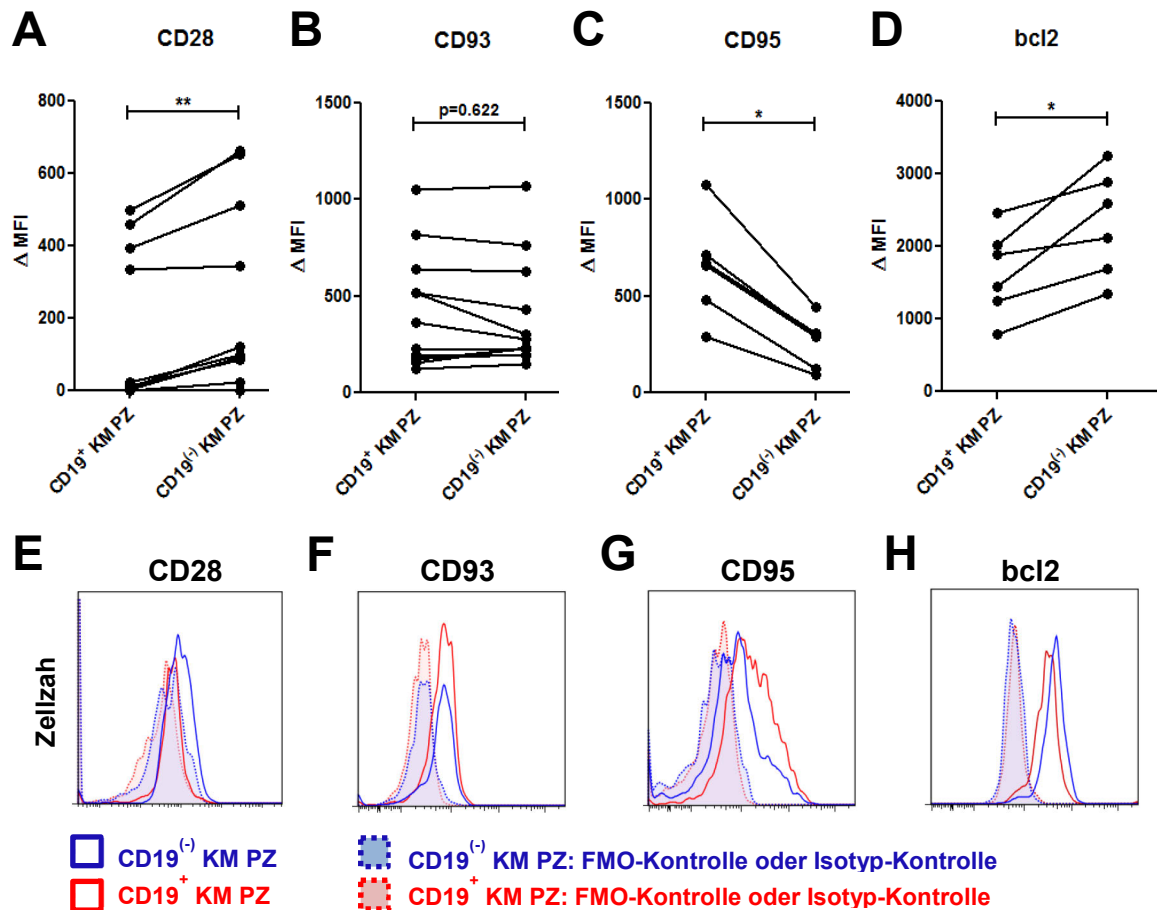 A
CD28
B
CD93
C
CD95
D
bcl2
800
600
400
200
0
Δ MFI
**
CD19+ KM PZ
CD19(-) KM PZ
1500
1000
500
0
Δ MFI
p=0.622
CD19+ KM PZ
CD19(-) KM PZ
1500
1000
500
0
Δ MFI
*
CD19+ KM PZ
CD19(-) KM PZ
4000
3000
2000
1000
0
Δ MFI
*
CD19+ KM PZ
CD19(-) KM PZ
E
CD28
F
CD93
G
CD95
H
bcl2
Zellzah
CD19(-) KM PZ
CD19+ KM PZ
CD19(-) KM PZ: FMO-Kontrolle oder Isotyp-Kontrolle
CD19+ KM PZ: FMO-Kontrolle oder Isotyp-Kontrolle